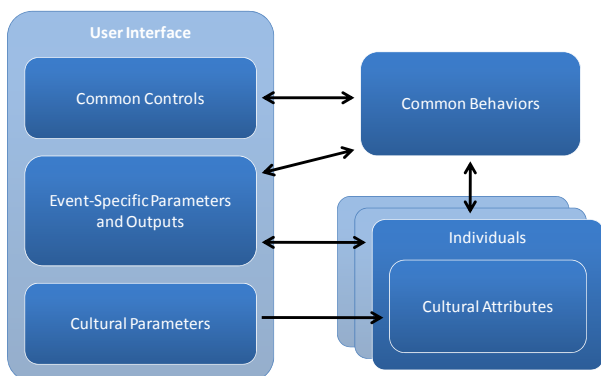 User Interface
Common Controls
Common Behaviors
Event-Specific Parameters
and Outputs
Individuals
Cultural Parameters
Cultural Attributes